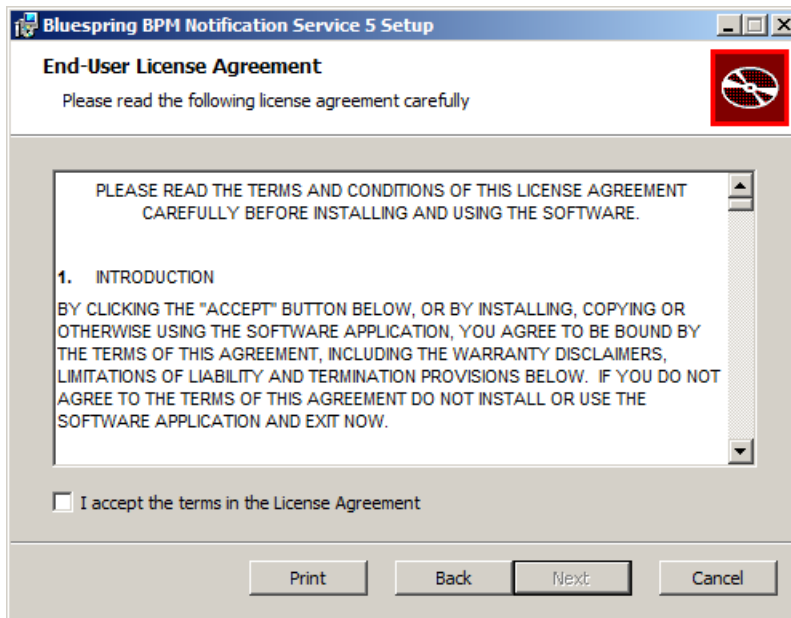 Bluespring BPM Notification Service 5 Setup
End-User License Agreement
Please read the following license agreement carefully
PLEASE READ THE TERMS AND CONDITIONS OF THIS LICENSE AGREEMENT
CAREFULLY BEFORE INSTALLING AND USING THE SOFTWARE.
1. INTRODUCTION
BY CLICKING THE "ACCEPT" BUTTON BELOW, OR BY INSTALLING, COPYING OR
OTHERWISE USING THE SOFTWARE APPLICATION, YOU AGREE TO BE BOUND BY
THE TERMS OF THIS AGREEMENT, INCLUDING THE WARRANTY DISCLAIMERS,
LIMITATIONS OF LIABILITY AND TERMINATION PROVISIONS BELOW. IF YOU DO NOT
AGREE TO THE TERMS OF THIS AGREEMENT DO NOT INSTALL OR USE THE
SOFTWARE APPLICATION AND EXIT NOW.
I accept the terms in the License Agreement
Print Back Next Cancel